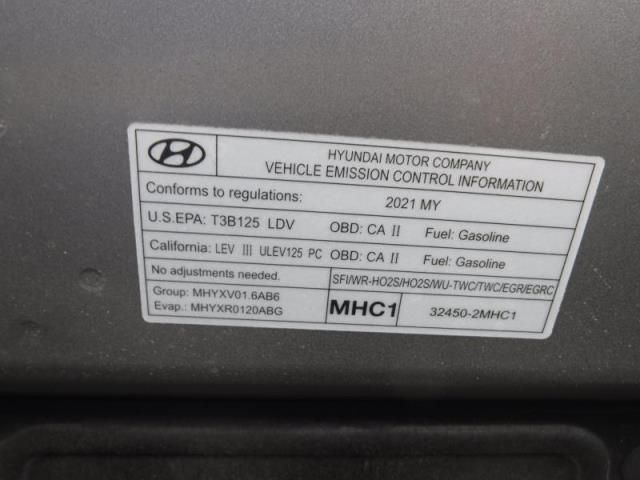 HYUNDAI MOTOR COMPANY
VEHICLE EMISSION CONTROL INFORMATION
Conforms to regulations: 2021 MY
U.S.EPA: T3B125 LDV OBD: CA II Fuel: Gasoline
California: LEV III ULEV125 PC OBD: CA II Fuel: Gasoline
No adjustments needed. SFI/WR-HO2S/HO2S/WU-TWC/TWC/EGR/EGRC
Group: MHYXV01.6AB6
Evap.: MHYXR0120ABG
MHC1 32450-2MHC1